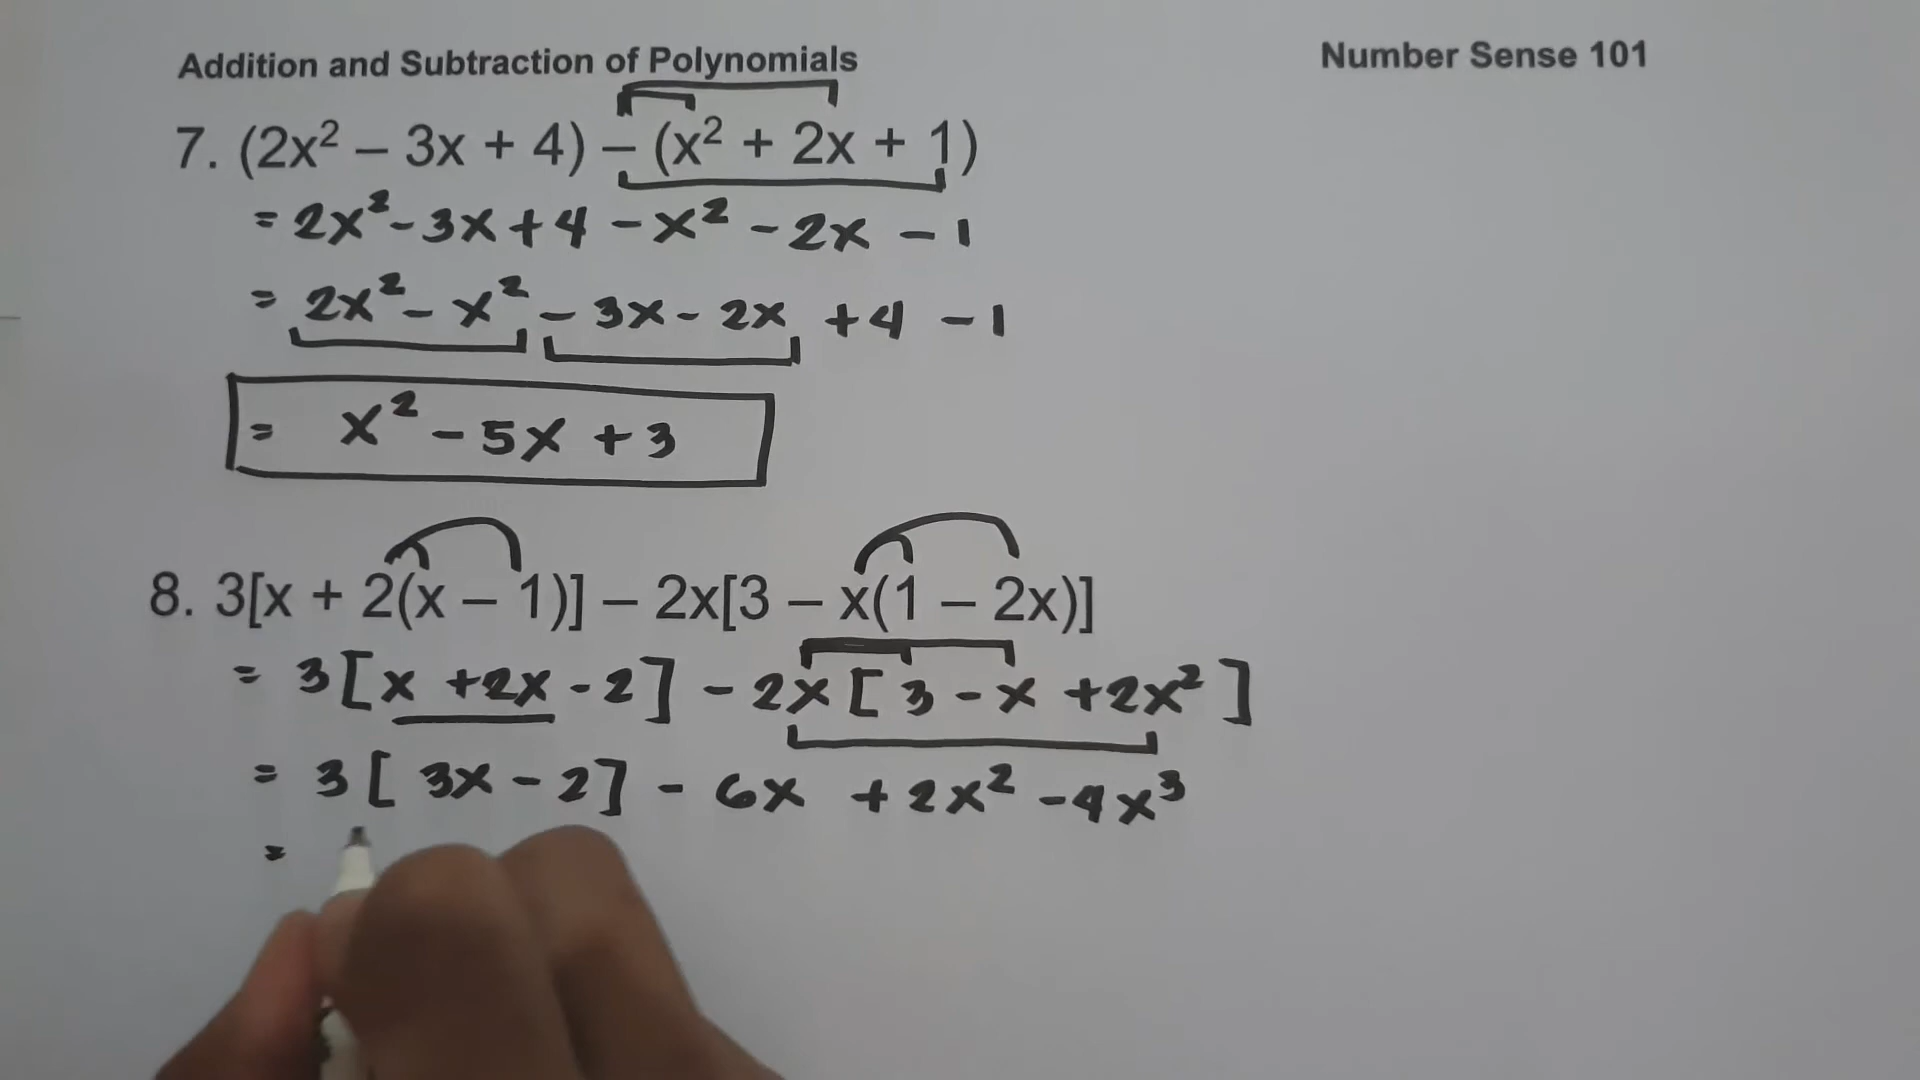 Addition and Subtraction of Polynomials
Number Sense 101
7. (2x² – 3x + 4) – (x² + 2x + 1)
= 2x² - 3x + 4 - x² - 2x - 1
= 2x² - x² - 3x - 2x + 4 - 1
= x² - 5x + 3
8. 3[x + 2(x – 1)] – 2x[3 – x(1 – 2x)]
= 3[x + 2x - 2] - 2x[3 - x + 2x²]
= 3[3x - 2] - 6x + 2x² - 4x³
=